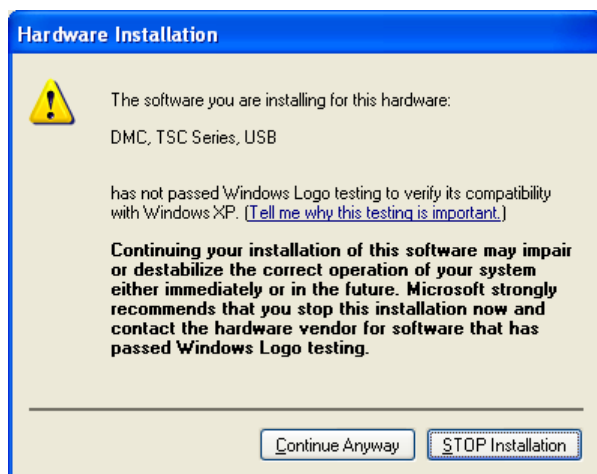 Hardware Installation
The software you are installing for this hardware:
DMC, TSC Series, USB
has not passed Windows Logo testing to verify its compatibility
with Windows XP. (Tell me why this testing is important.)
Continuing your installation of this software may impair
or destabilize the correct operation of your system
either immediately or in the future. Microsoft strongly
recommends that you stop this installation now and
contact the hardware vendor for software that has
passed Windows Logo testing.
Continue Anyway
STOP Installation